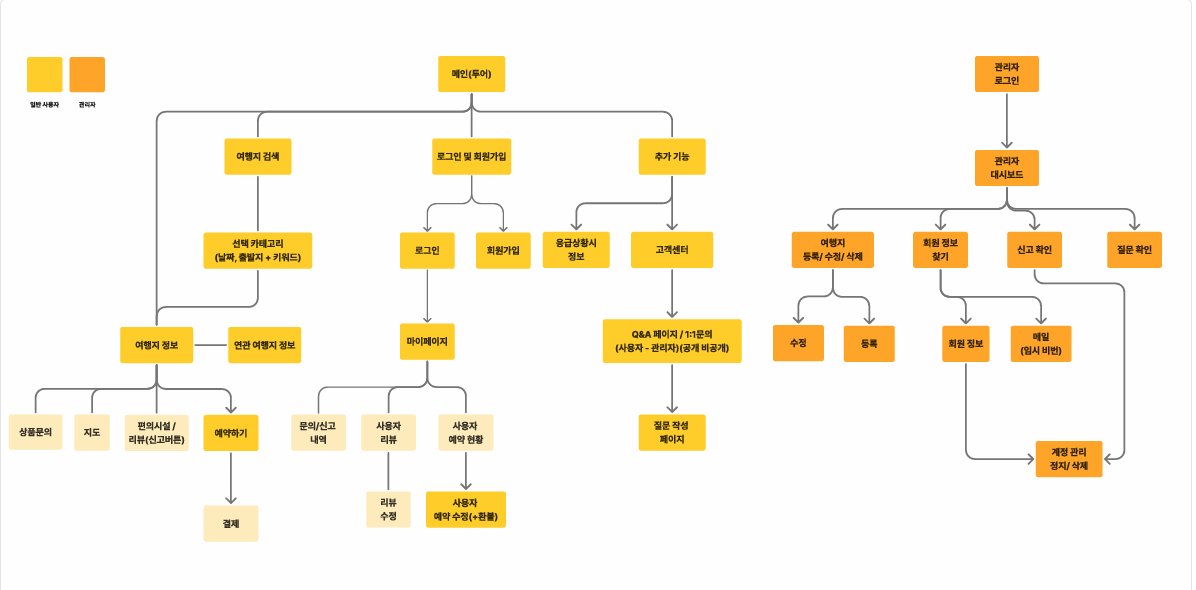 일반 사용자
관리자
메인(투어)
여행지 검색
로그인 및 회원가입
추가 기능
선택 카테고리
(날짜, 출발지 + 키워드)
로그인
회원가입
응급상황시
정보
고객센터
여행지 정보
연관 여행지 정보
마이페이지
Q&A 페이지 / 1:1문의
(사용자 - 관리자)(공개 비공개)
상품문의
지도
편의시설 /
리뷰(신고버튼)
예약하기
문의/신고
내역
사용자
리뷰
사용자
예약 현황
질문 작성
페이지
결제
리뷰
수정
사용자
예약 수정(+환불)
관리자
로그인
관리자
대시보드
여행지
등록/ 수정/ 삭제
회원 정보
찾기
신고 확인
질문 확인
수정
등록
회원 정보
메일
(임시 비번)
계정 관리
정지/ 삭제